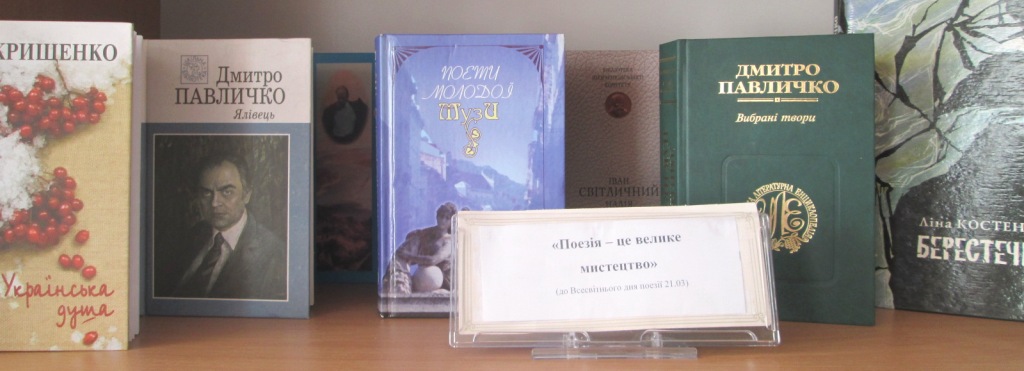 КРИЩЕНКО
Українська
душа
Дмитро
ПАВЛИЧКО
Ялівець
ПОЕТИ
МОЛОДОЇ
МУЗИ
ІВАН
СВІТЛИЧНИЙ
«Поезія – це велике
мистецтво»
(до Всесвітнього дня поезії 21.03)
ДМИТРО
ПАВЛИЧКО
Вибрані твори
Ліна КОСТЕН
БЕРЕСТЕЧ